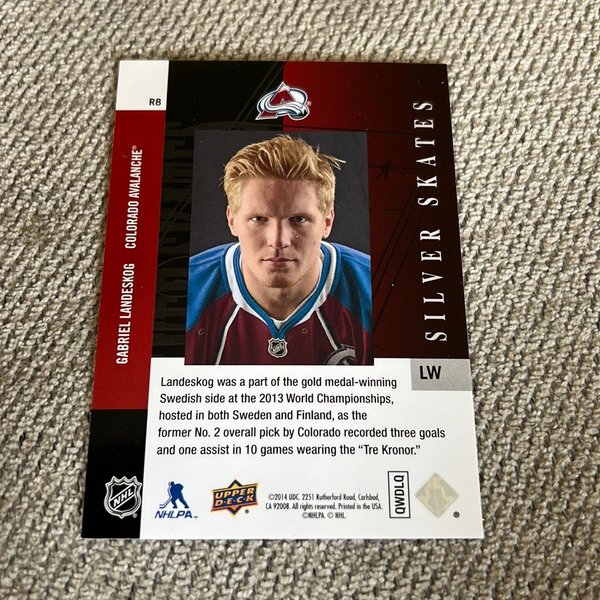 R8
GABRIEL LANDESKOG COLORADO AVALANCHE®
SILVER SKATES
NHL
LW
Landeskog was a part of the gold medal-winning
Swedish side at the 2013 World Championships,
hosted in both Sweden and Finland, as the
former No. 2 overall pick by Colorado recorded three goals
and one assist in 10 games wearing the “Tre Kronor.”
NHL
NHLPA
UPPER
DECK
©2014 UDC. 2251 Rutherford Road, Carlsbad,
CA 92008. All rights reserved. Printed in the USA.
©NHLPA. © NHL.
QWDLQ
®